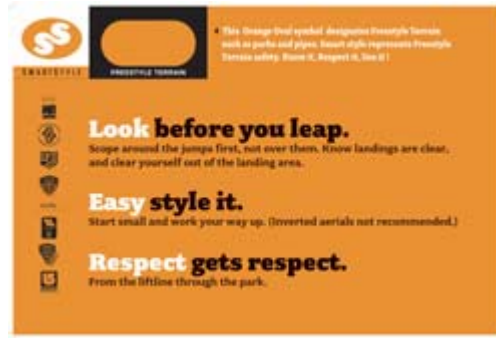 SS
SMARTSTYLE
FREESTYLE TERRAIN
This Orange Oval symbol designates Freestyle Terrain
such as parks and pipes. Smart style represents Freestyle
Terrain safety. Know it, Respect it, Use it !
Look before you leap.
Scope around the jumps first, not over them. Know landings are clear,
and clear yourself out of the landing area.
Easy style it.
Start small and work your way up. (Inverted aerials not recommended.)
Respect gets respect.
From the liftline through the park.